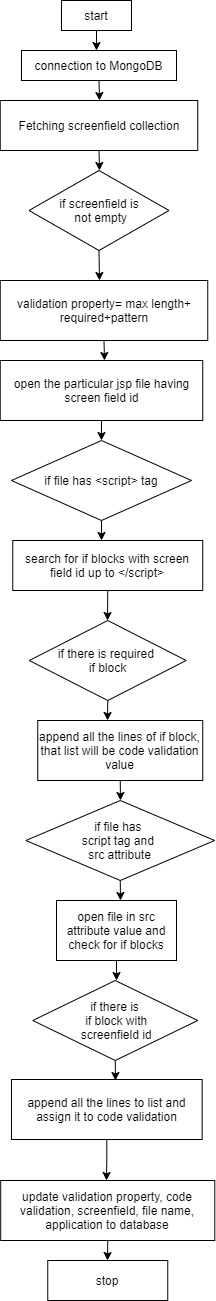 start
connection to MongoDB
Fetching screenfield collection
if screenfield is
not empty
validation property= max length+
required+pattern
open the particular jsp file having
screen field id
if file has <script> tag
search for if blocks with screen
field id up to </script>
if there is required
if block
append all the lines of if block,
that list will be code validation
value
if file has
script tag and
src attribute
open file in src
attribute value and
check for if blocks
if there is
if block with
screenfield id
append all the lines to list and
assign it to code validation
update validation property, code
validation, screenfield, file name,
application to database
stop